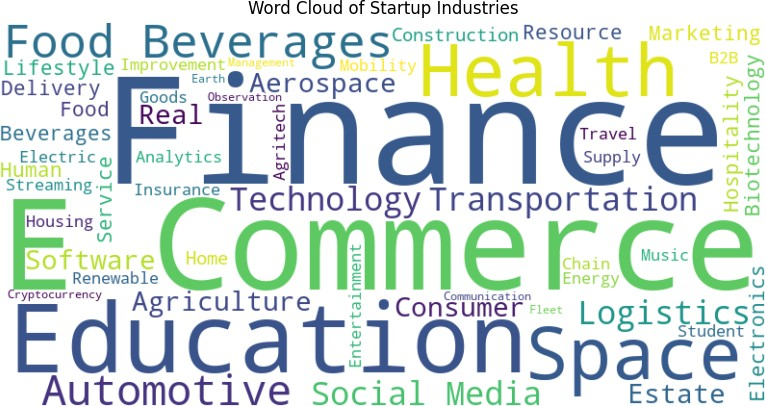 Word Cloud of Startup Industries
Food Beverages
Construction
Resource
Marketing
Lifestyle
Improvement
Management
Mobility
Health
B2B
Delivery
Earth
Aerospace
Finance
Food
Goods
Observation
Real
Agritech
Travel
Hospitality
Biotechnology
Beverages
Electric
Analytics
Supply
Human
Streaming
Service
Insurance
Technology
Transportation
E Commerce
Housing
Software
Home
Music
Renewable
Chain
Energy
Cryptocurrency
Agriculture
Entertainment
Consumer
Communication
Fleet
Logistics
Electronics
Education
Space
Student
Automotive
Social Media
Estate